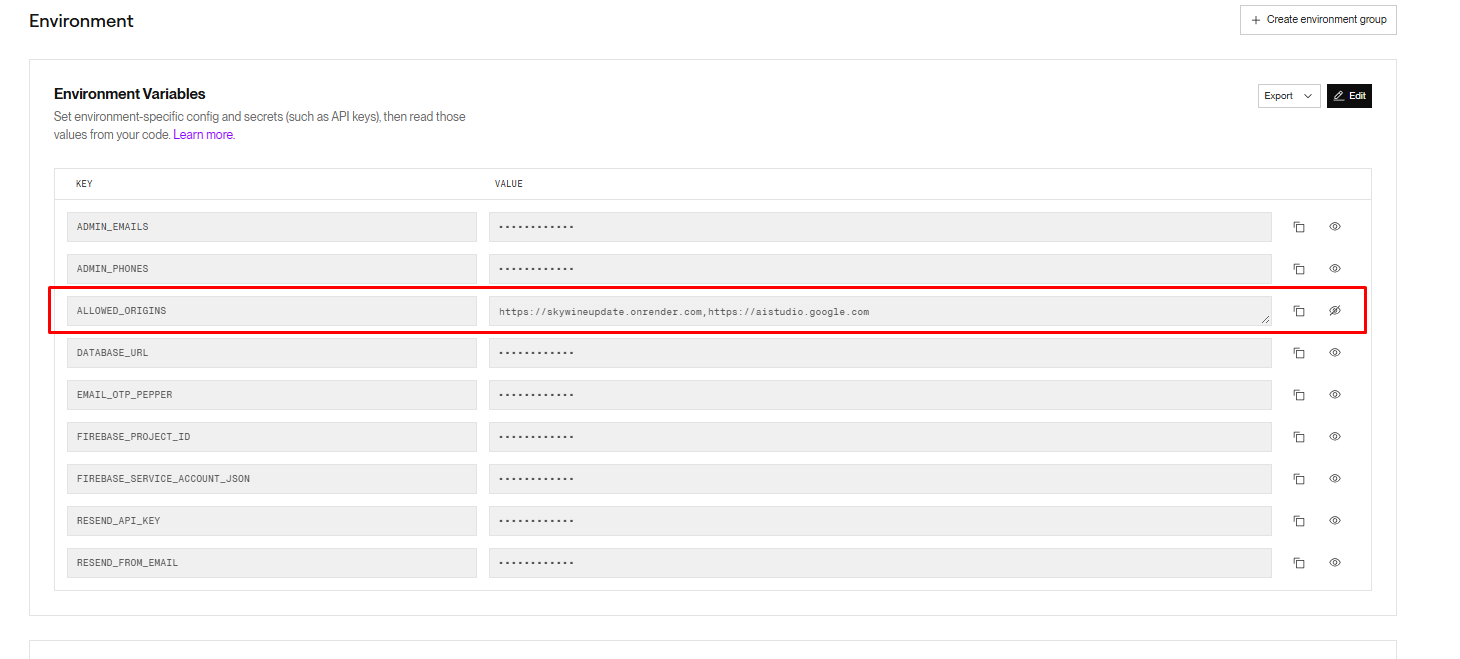 Environment
Create environment group
Environment Variables
Export
Edit
Set environment-specific config and secrets (such as API keys), then read those
values from your code. Learn more.
KEY VALUE
ADMIN_EMAILS ••••••••••••
ADMIN_PHONES ••••••••••••
ALLOWED_ORIGINS https://skywineupdate.onrender.com,https://aistudio.google.com
DATABASE_URL ••••••••••••
EMAIL_OTP_PEPPER ••••••••••••
FIREBASE_PROJECT_ID ••••••••••••
FIREBASE_SERVICE_ACCOUNT_JSON ••••••••••••
RESEND_API_KEY ••••••••••••
RESEND_FROM_EMAIL ••••••••••••